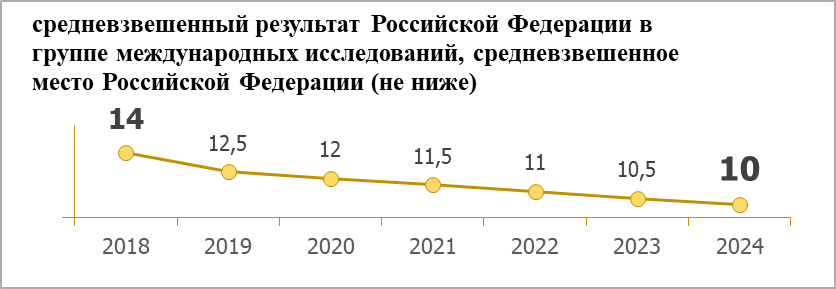 средневзвешенный результат Российской Федерации в
группе международных исследований, средневзвешенное
место Российской Федерации (не ниже)
14
12,5
12
11,5
11
10,5
10
2018 2019 2020 2021 2022 2023 2024